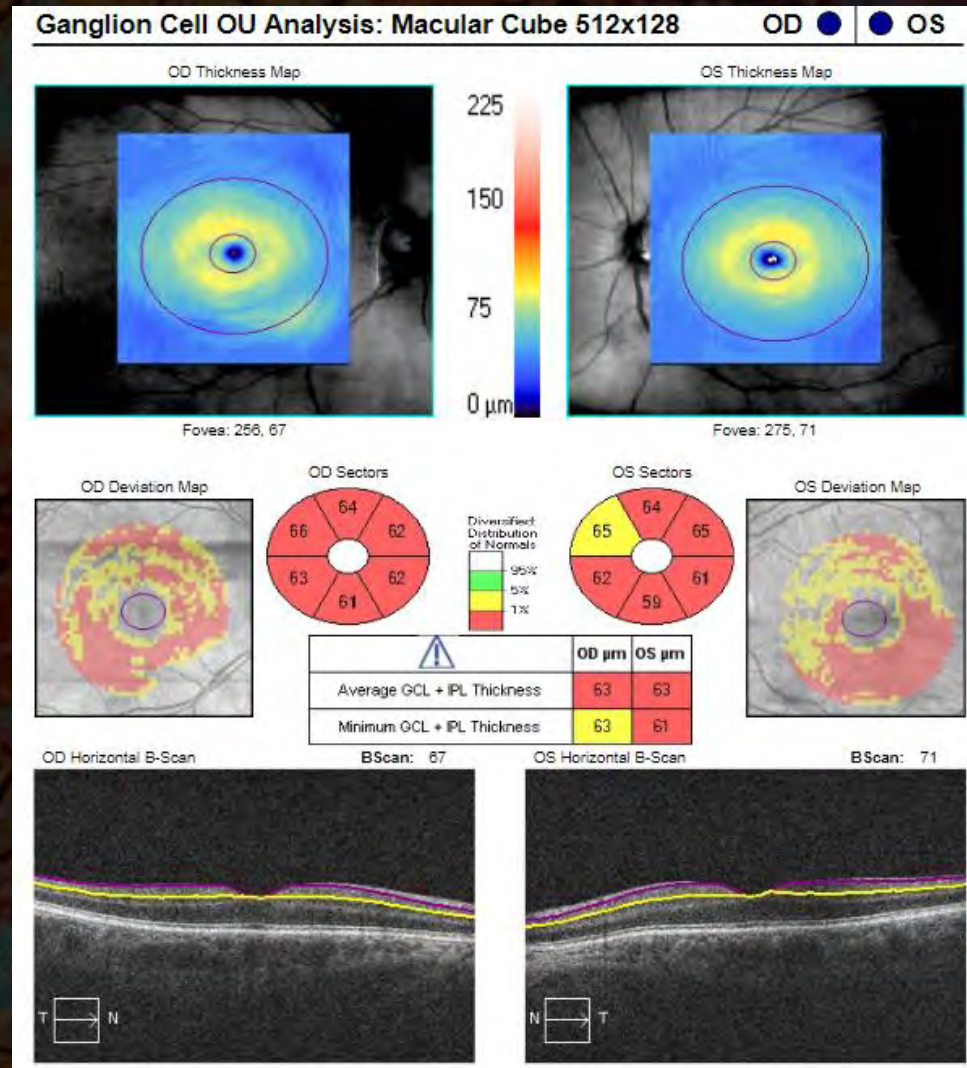 Ganglion Cell OU Analysis: Macular Cube 512x128 OD OS
OD Thickness Map
OS Thickness Map
225
150
75
0 µm
Fovea: 256, 67
Fovea: 275, 71
OD Deviation Map
OD Sectors
OS Sectors
OS Deviation Map
64
66 62
63 62
61
Diversified:
Distribution
of Normals
95%
5%
1%
64
65 65
62 61
59
OD µm OS µm
Average GCL + IPL Thickness 63 63
Minimum GCL + IPL Thickness 63 61
OD Horizontal B-Scan BScan: 67
OS Horizontal B-Scan BScan: 71
T N
N T